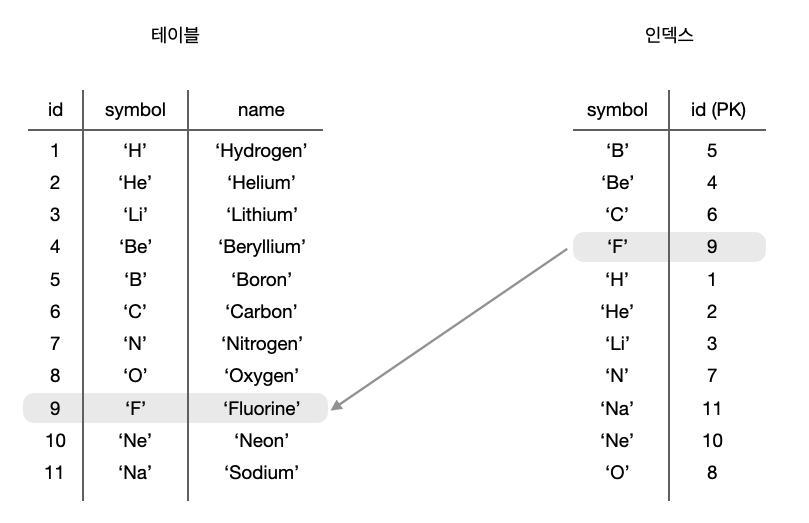 테이블
id symbol name
1 ‘H’ ‘Hydrogen’
2 ‘He’ ‘Helium’
3 ‘Li’ ‘Lithium’
4 ‘Be’ ‘Beryllium’
5 ‘B’ ‘Boron’
6 ‘C’ ‘Carbon’
7 ‘N’ ‘Nitrogen’
8 ‘O’ ‘Oxygen’
9 ‘F’ ‘Fluorine’
10 ‘Ne’ ‘Neon’
11 ‘Na’ ‘Sodium’
인덱스
symbol id (PK)
‘B’ 5
‘Be’ 4
‘C’ 6
‘F’ 9
‘H’ 1
‘He’ 2
‘Li’ 3
‘N’ 7
‘Na’ 11
‘Ne’ 10
‘O’ 8